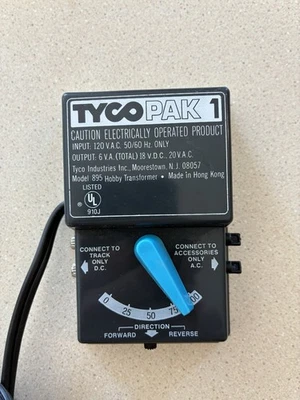 TYCO PAK 1
CAUTION ELECTRICALLY OPERATED PRODUCT
INPUT: 120 V.A.C. 50/60 Hz. ONLY
OUTPUT: 6 V.A. (TOTAL) 18 V.D.C., 20 V.A.C.
Tyco Industries Inc., Moorestown, N.J. 08057
Model 895 Hobby Transformer • Made in Hong Kong
LISTED
UL
910J
CONNECT TO
TRACK
ONLY
D.C.
CONNECT TO
ACCESSORIES
ONLY
A.C.
0 25 50 75 100
DIRECTION
FORWARD REVERSE